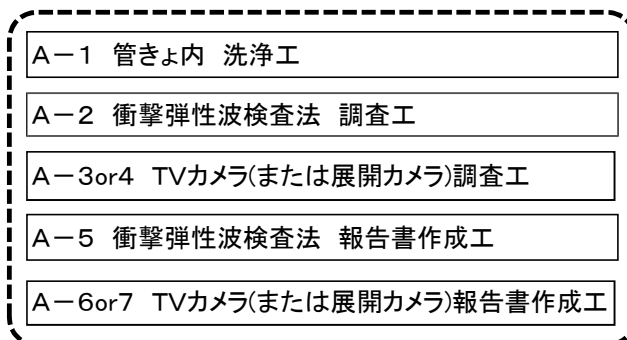 A－1 管きょ内 洗浄工
A－2 衝撃弾性波検査法 調査工
A－3or4 TVカメラ(または展開カメラ)調査工
A－5 衝撃弾性波検査法 報告書作成工
A－6or7 TVカメラ(または展開カメラ)報告書作成工